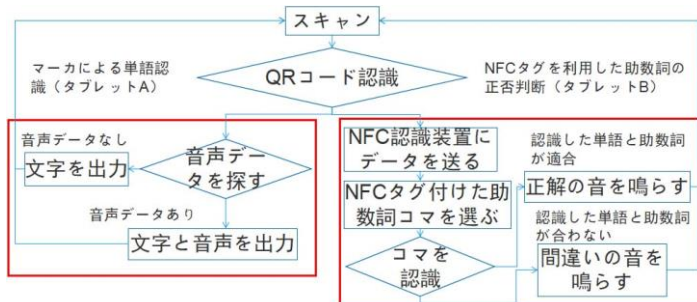 スキャン
マーカによる単語認
識（タブレットA）
QRコード認識
NFCタグを利用した助数詞の
正否判断（タブレットB）
音声データなし
文字を出力
音声デー
タを探す
音声データあり
文字と音声を出力
NFC認識装置に
データを送る
NFCタグ付けた助
数詞コマを選ぶ
コマを
認識
認識した単語と助数詞
が適合
正解の音を鳴らす
認識した単語と助数詞
が合わない
間違いの音を
鳴らす